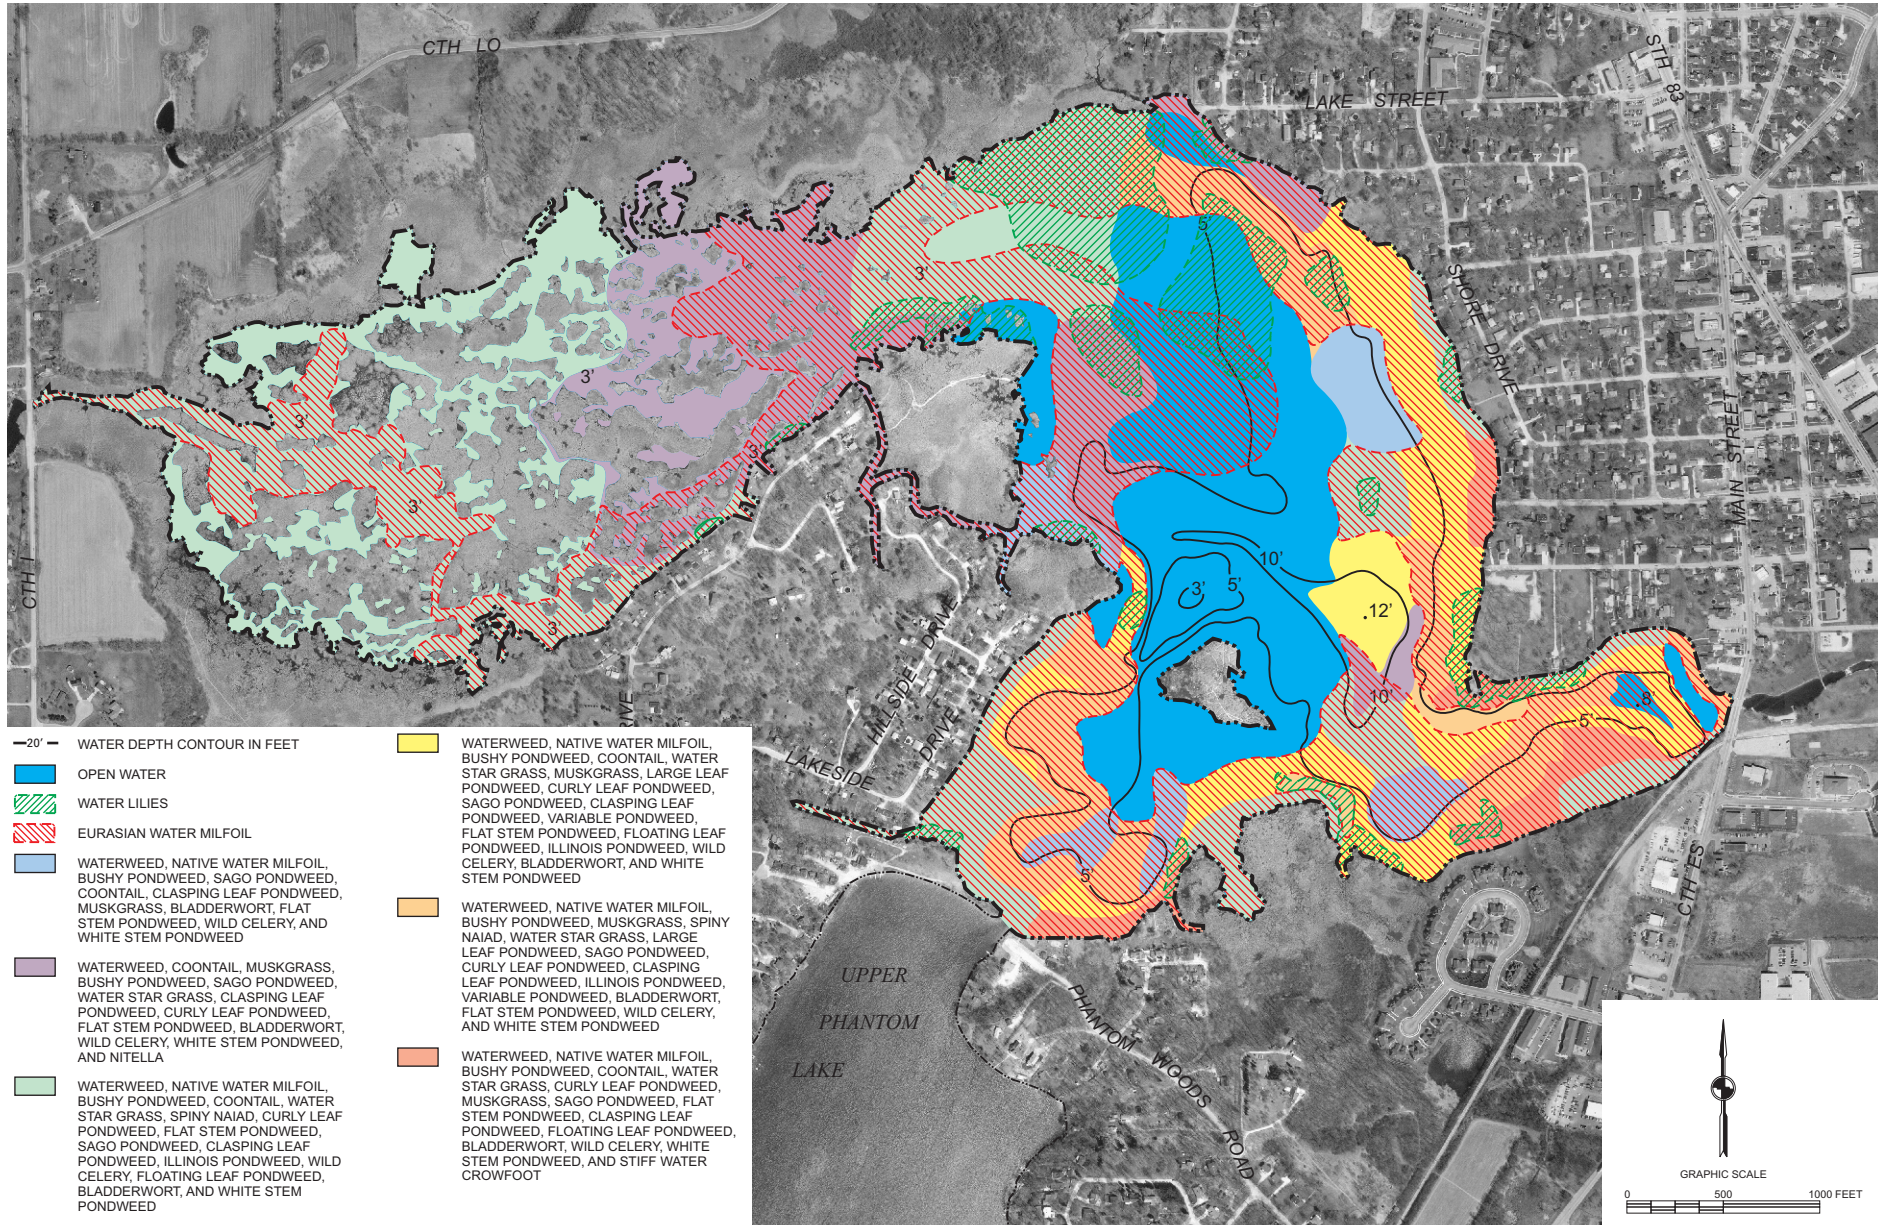 CTH LO
STH 83
LAKE STREET
5'
3'
SHORE DRIVE
3'
3'
3'
3'
MAIN STREET
10'
3'
5'
12'
CTH I
3'
HILLSIDE DRIVE
10'
8'
5'
DRIVE
LAKESIDE
5'
CTH ES
UPPER
PHANTOM
LAKE
PHANTOM WOODS
ROAD
20' WATER DEPTH CONTOUR IN FEET
OPEN WATER
WATER LILIES
EURASIAN WATER MILFOIL
WATERWEED, NATIVE WATER MILFOIL,
BUSHY PONDWEED, SAGO PONDWEED,
COONTAIL, CLASPING LEAF PONDWEED,
MUSKGRASS, BLADDERWORT, FLAT
STEM PONDWEED, WILD CELERY, AND
WHITE STEM PONDWEED
WATERWEED, COONTAIL, MUSKGRASS,
BUSHY PONDWEED, SAGO PONDWEED,
WATER STAR GRASS, CLASPING LEAF
PONDWEED, CURLY LEAF PONDWEED,
FLAT STEM PONDWEED, BLADDERWORT,
WILD CELERY, WHITE STEM PONDWEED,
AND NITELLA
WATERWEED, NATIVE WATER MILFOIL,
BUSHY PONDWEED, COONTAIL, WATER
STAR GRASS, SPINY NAIAD, CURLY LEAF
PONDWEED, FLAT STEM PONDWEED,
SAGO PONDWEED, CLASPING LEAF
PONDWEED, ILLINOIS PONDWEED, WILD
CELERY, FLOATING LEAF PONDWEED,
BLADDERWORT, AND WHITE STEM
PONDWEED
WATERWEED, NATIVE WATER MILFOIL,
BUSHY PONDWEED, COONTAIL, WATER
STAR GRASS, MUSKGRASS, LARGE LEAF
PONDWEED, CURLY LEAF PONDWEED,
SAGO PONDWEED, CLASPING LEAF
PONDWEED, VARIABLE PONDWEED,
FLAT STEM PONDWEED, FLOATING LEAF
PONDWEED, ILLINOIS PONDWEED, WILD
CELERY, BLADDERWORT, AND WHITE
STEM PONDWEED
WATERWEED, NATIVE WATER MILFOIL,
BUSHY PONDWEED, MUSKGRASS, SPINY
NAIAD, WATER STAR GRASS, LARGE
LEAF PONDWEED, SAGO PONDWEED,
CURLY LEAF PONDWEED, CLASPING
LEAF PONDWEED, ILLINOIS PONDWEED,
VARIABLE PONDWEED, BLADDERWORT,
FLAT STEM PONDWEED, WILD CELERY,
AND WHITE STEM PONDWEED
WATERWEED, NATIVE WATER MILFOIL,
BUSHY PONDWEED, COONTAIL, WATER
STAR GRASS, CURLY LEAF PONDWEED,
MUSKGRASS, SAGO PONDWEED, FLAT
STEM PONDWEED, CLASPING LEAF
PONDWEED, FLOATING LEAF PONDWEED,
BLADDERWORT, WILD CELERY, WHITE
STEM PONDWEED, AND STIFF WATER
CROWFOOT
GRAPHIC SCALE
0 500 1000 FEET